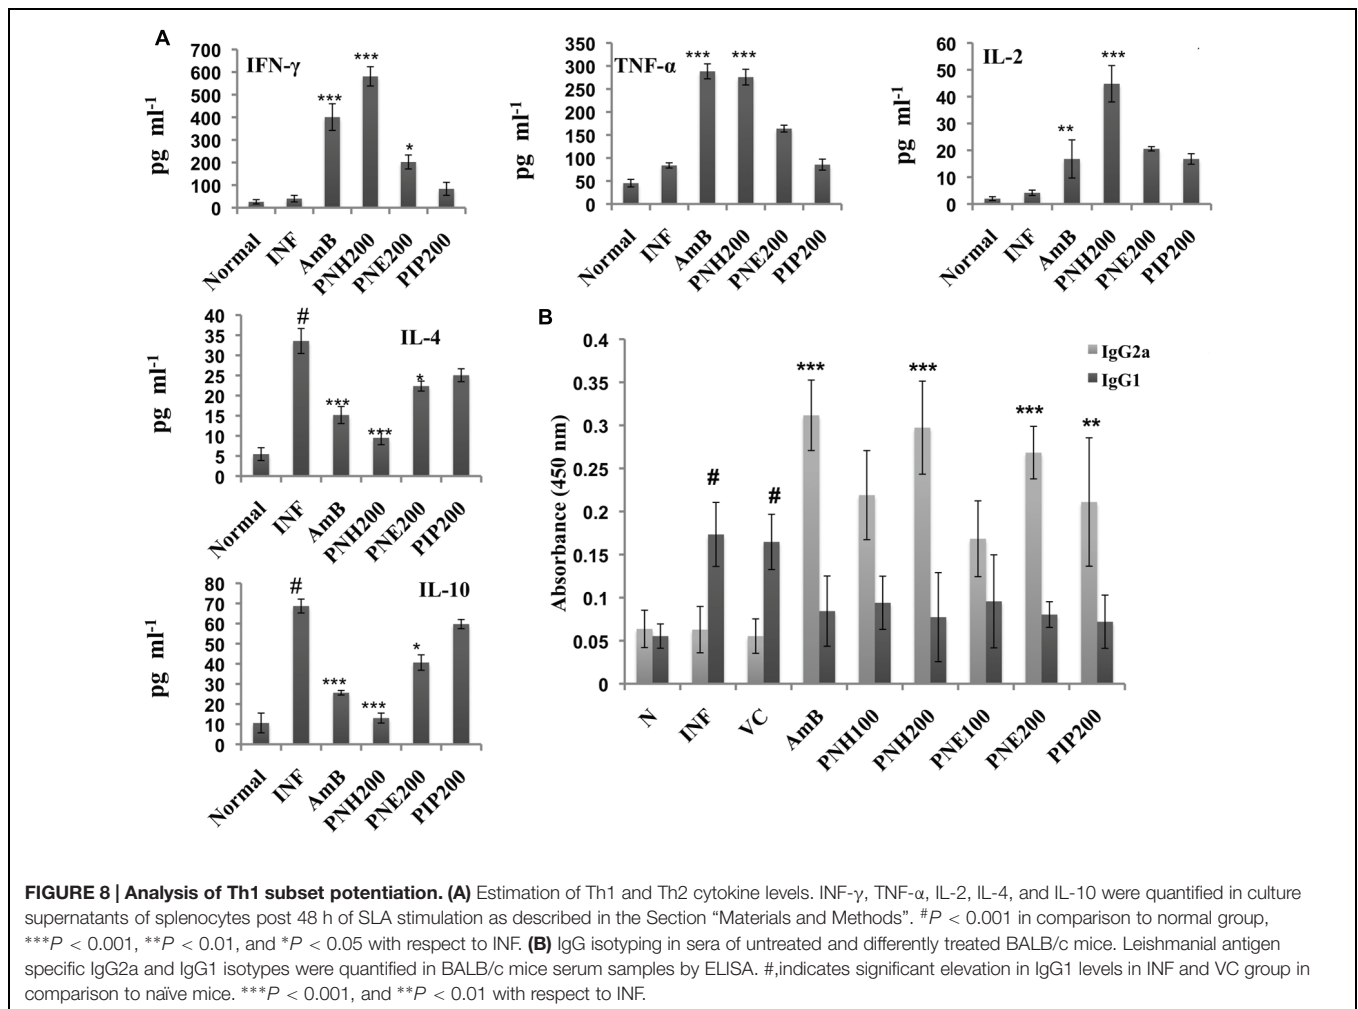 A
IFN-γ
pg ml-1
700
600
500
400
300
200
100
0
***
***
*
Normal
INF
AmB
PNH200
PNE200
PIP200
TNF-α
pg ml-1
350
300
250
200
150
100
50
0
***
***
Normal
INF
AmB
PNH200
PNE200
PIP200
IL-2
pg ml-1
60
50
40
30
20
10
0
**
***
Normal
INF
AmB
PNH200
PNE200
PIP200
IL-4
pg ml-1
40
35
30
25
20
15
10
5
0
#
***
***
*
Normal
INF
AmB
PNH200
PNE200
PIP200
IL-10
pg ml-1
80
70
60
50
40
30
20
10
0
#
***
***
*
Normal
INF
AmB
PNH200
PNE200
PIP200
B
Absorbance (450 nm)
0.4
0.35
0.3
0.25
0.2
0.15
0.1
0.05
0
IgG2a
IgG1
#
#
***
***
***
**
N
INF
VC
AmB
PNH100
PNH200
PNE100
PNE200
PIP200
FIGURE 8 | Analysis of Th1 subset potentiation. (A) Estimation of Th1 and Th2 cytokine levels. INF-γ, TNF-α, IL-2, IL-4, and IL-10 were quantified in culture
supernatants of splenocytes post 48 h of SLA stimulation as described in the Section “Materials and Methods”. #P < 0.001 in comparison to normal group,
***P < 0.001, **P < 0.01, and *P < 0.05 with respect to INF. (B) IgG isotyping in sera of untreated and differently treated BALB/c mice. Leishmanial antigen
specific IgG2a and IgG1 isotypes were quantified in BALB/c mice serum samples by ELISA. #,indicates significant elevation in IgG1 levels in INF and VC group in
comparison to naïve mice. ***P < 0.001, and **P < 0.01 with respect to INF.